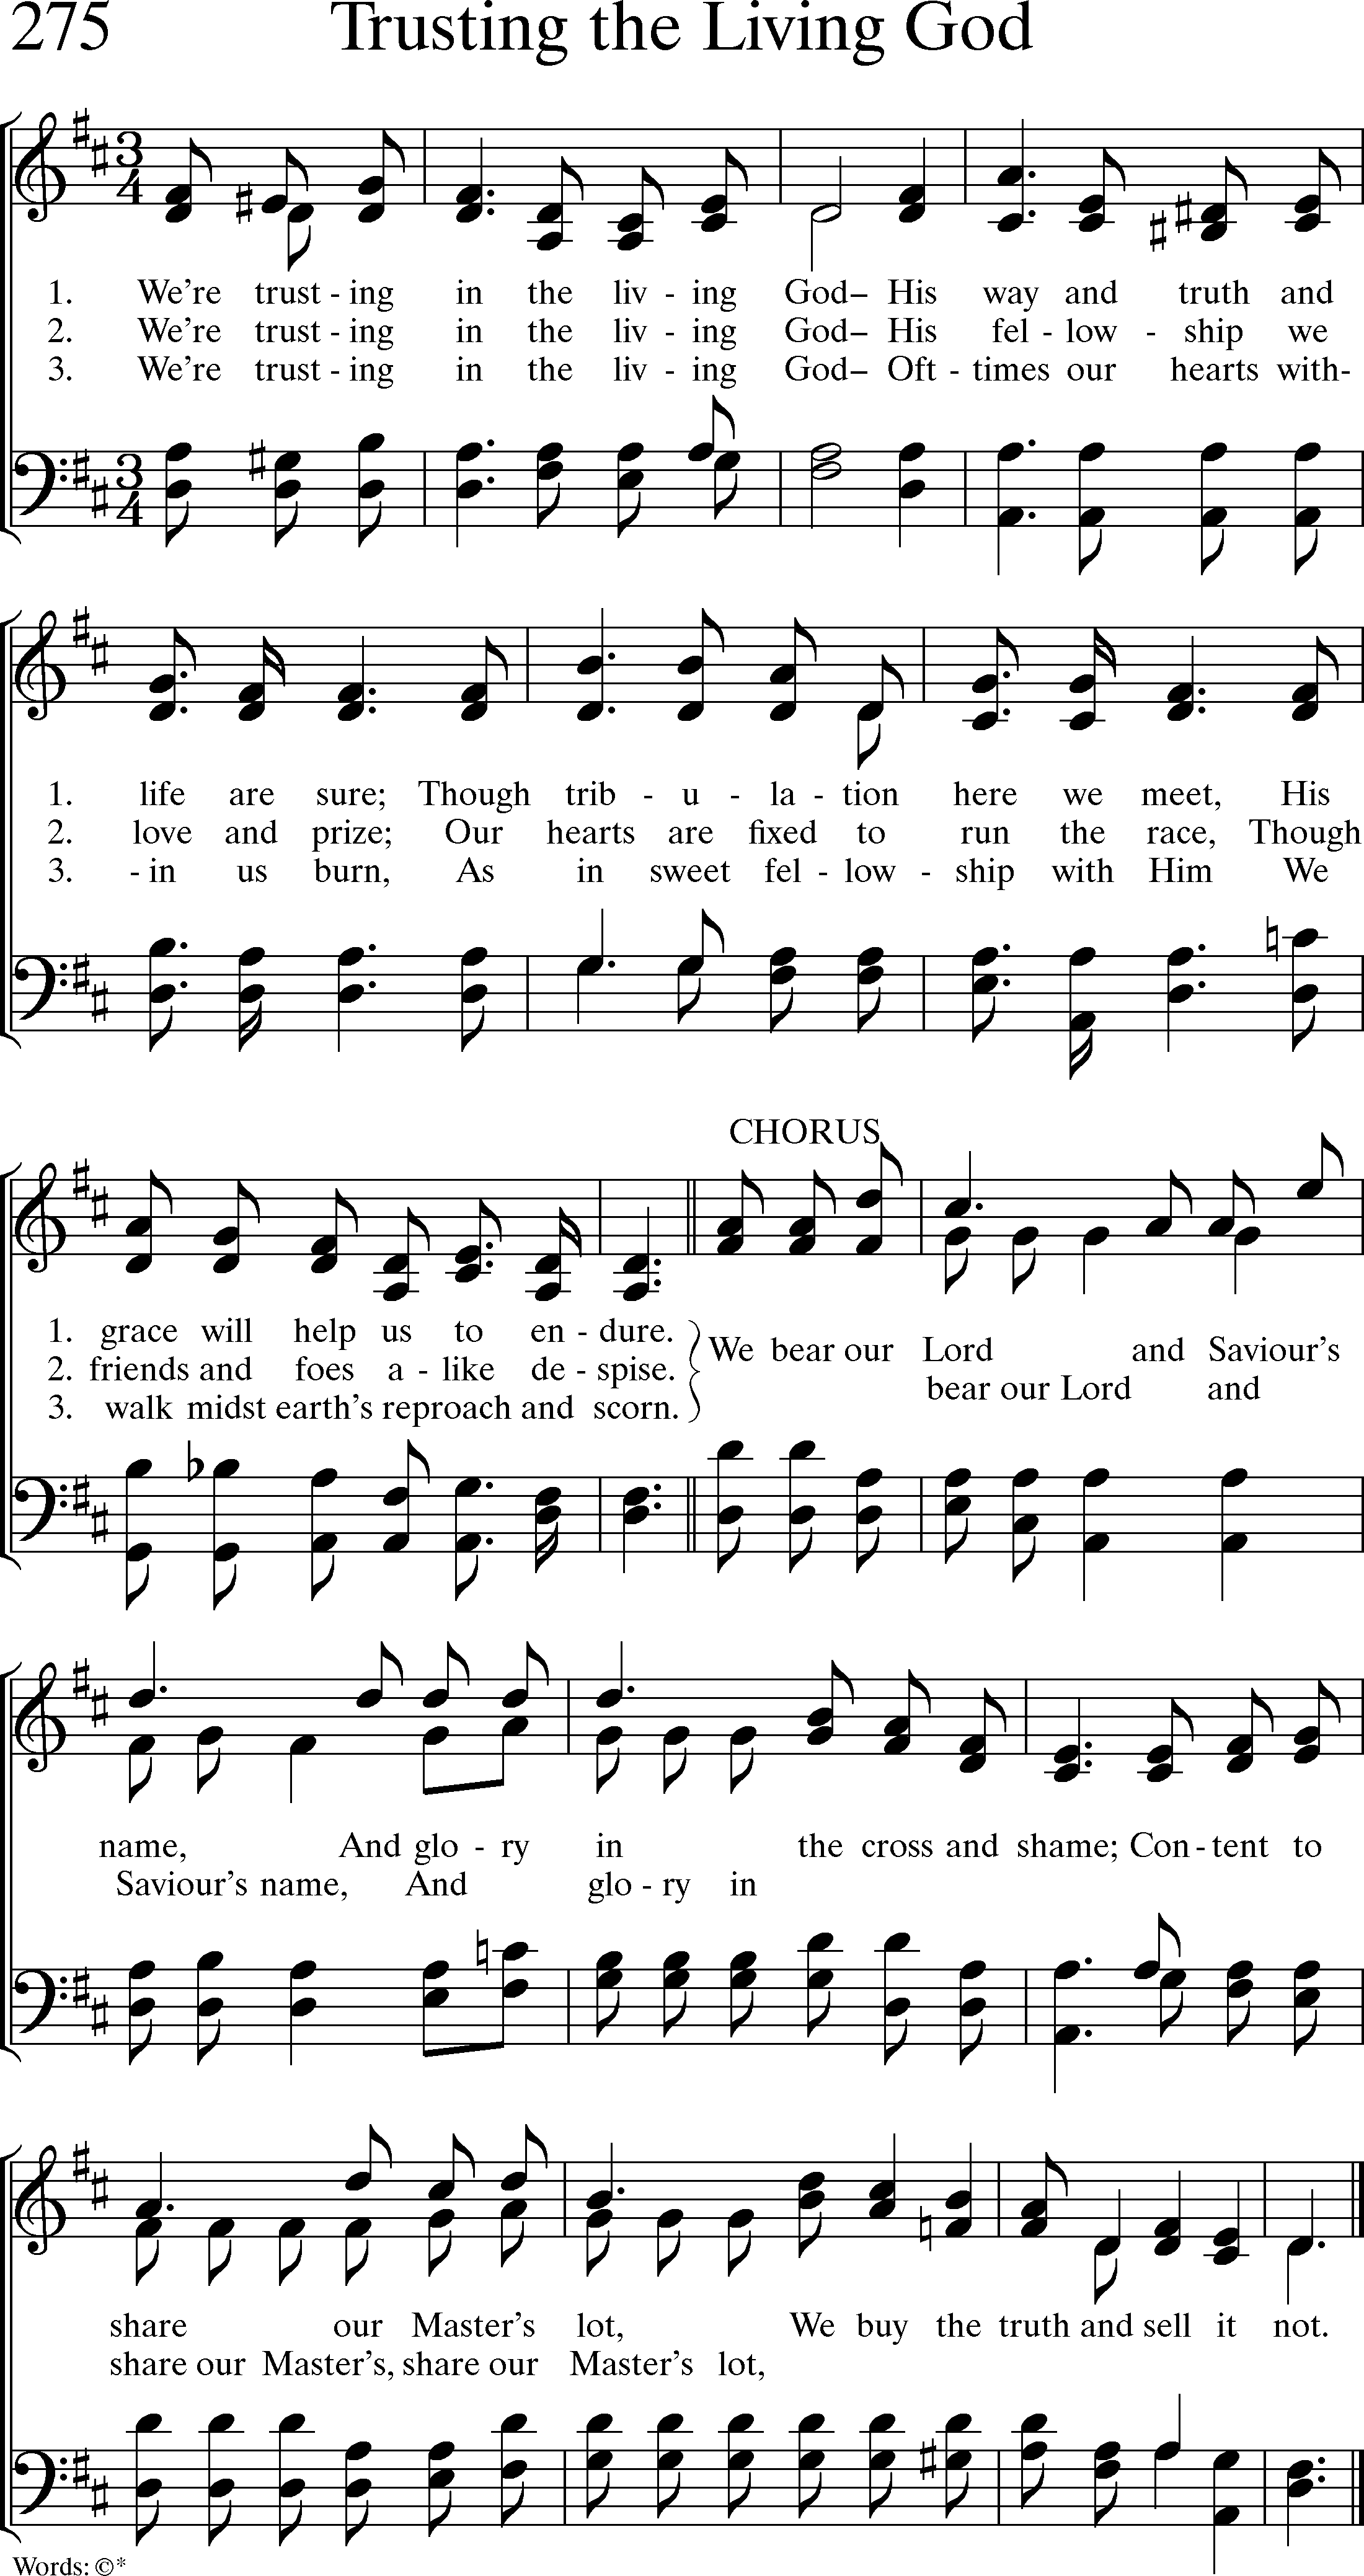 275 Trusting the Living God
1. We're trust - ing in the liv - ing God– His way and truth and
2. We're trust - ing in the liv - ing God– His fel - low - ship we
3. We're trust - ing in the liv - ing God– Oft - times our hearts with-
1. life are sure; Though trib - u - la - tion here we meet, His
2. love and prize; Our hearts are fixed to run the race, Though
3. - in us burn, As in sweet fel - low - ship with Him We
CHORUS
1. grace will help us to en - dure.
2. friends and foes a - like de - spise.
3. walk midst earth's reproach and scorn.
We bear our Lord and Saviour's
bear our Lord and
name, And glo - ry in the cross and shame; Con - tent to
Saviour's name, And glo - ry in
share our Master's lot, We buy the truth and sell it not.
share our Master's, share our Master's lot,
Words: ©*